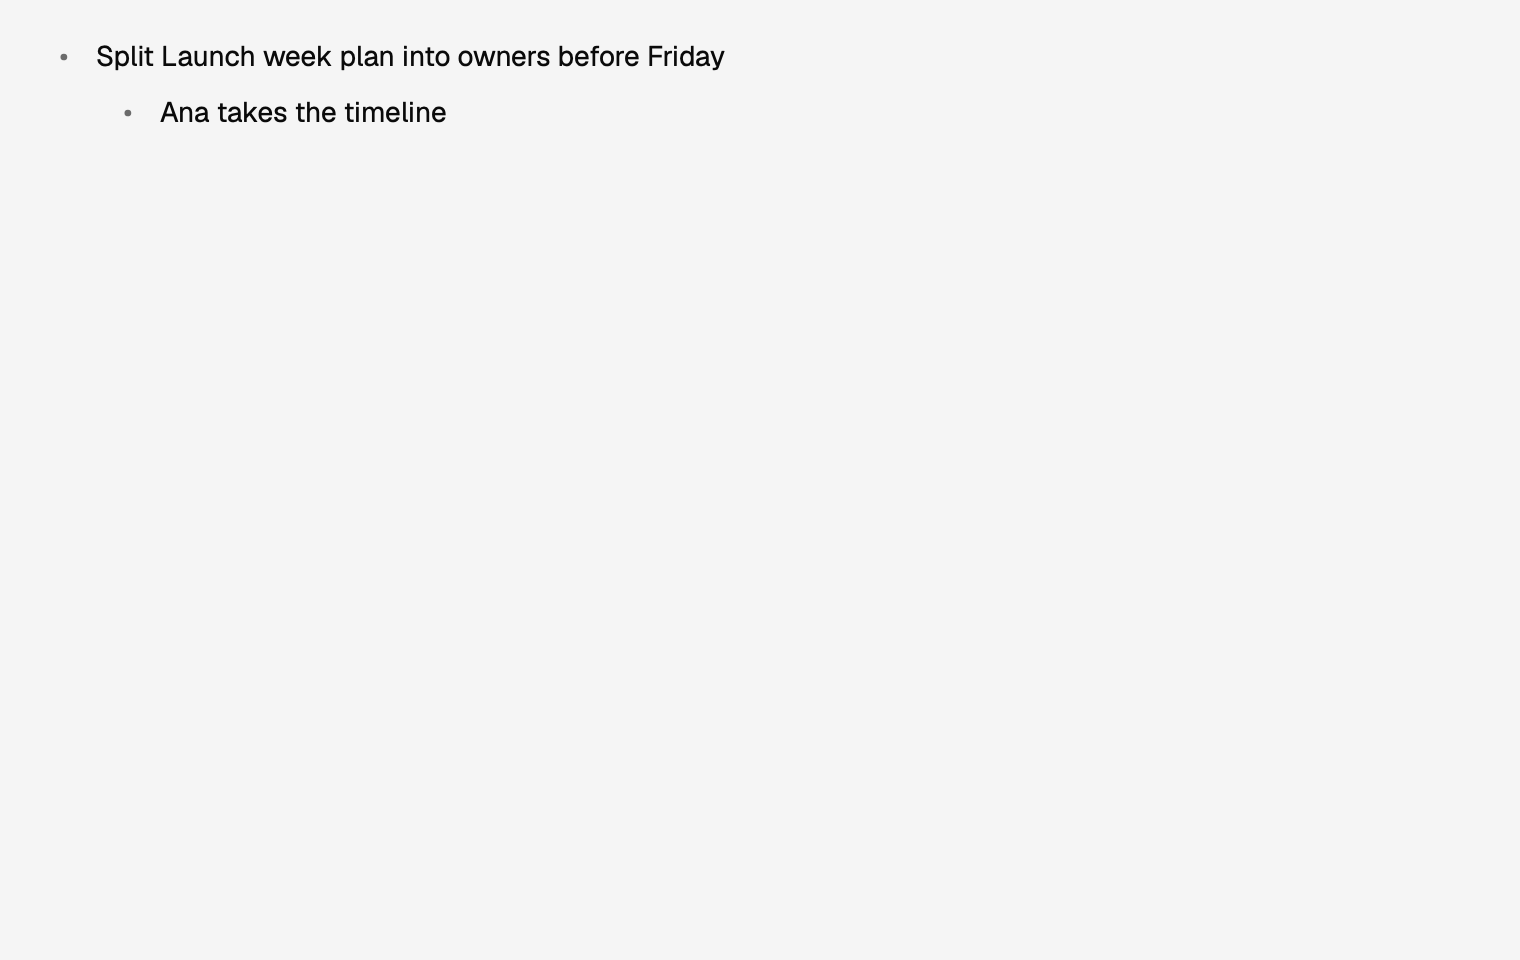 Split Launch week plan into owners before Friday
Ana takes the timeline